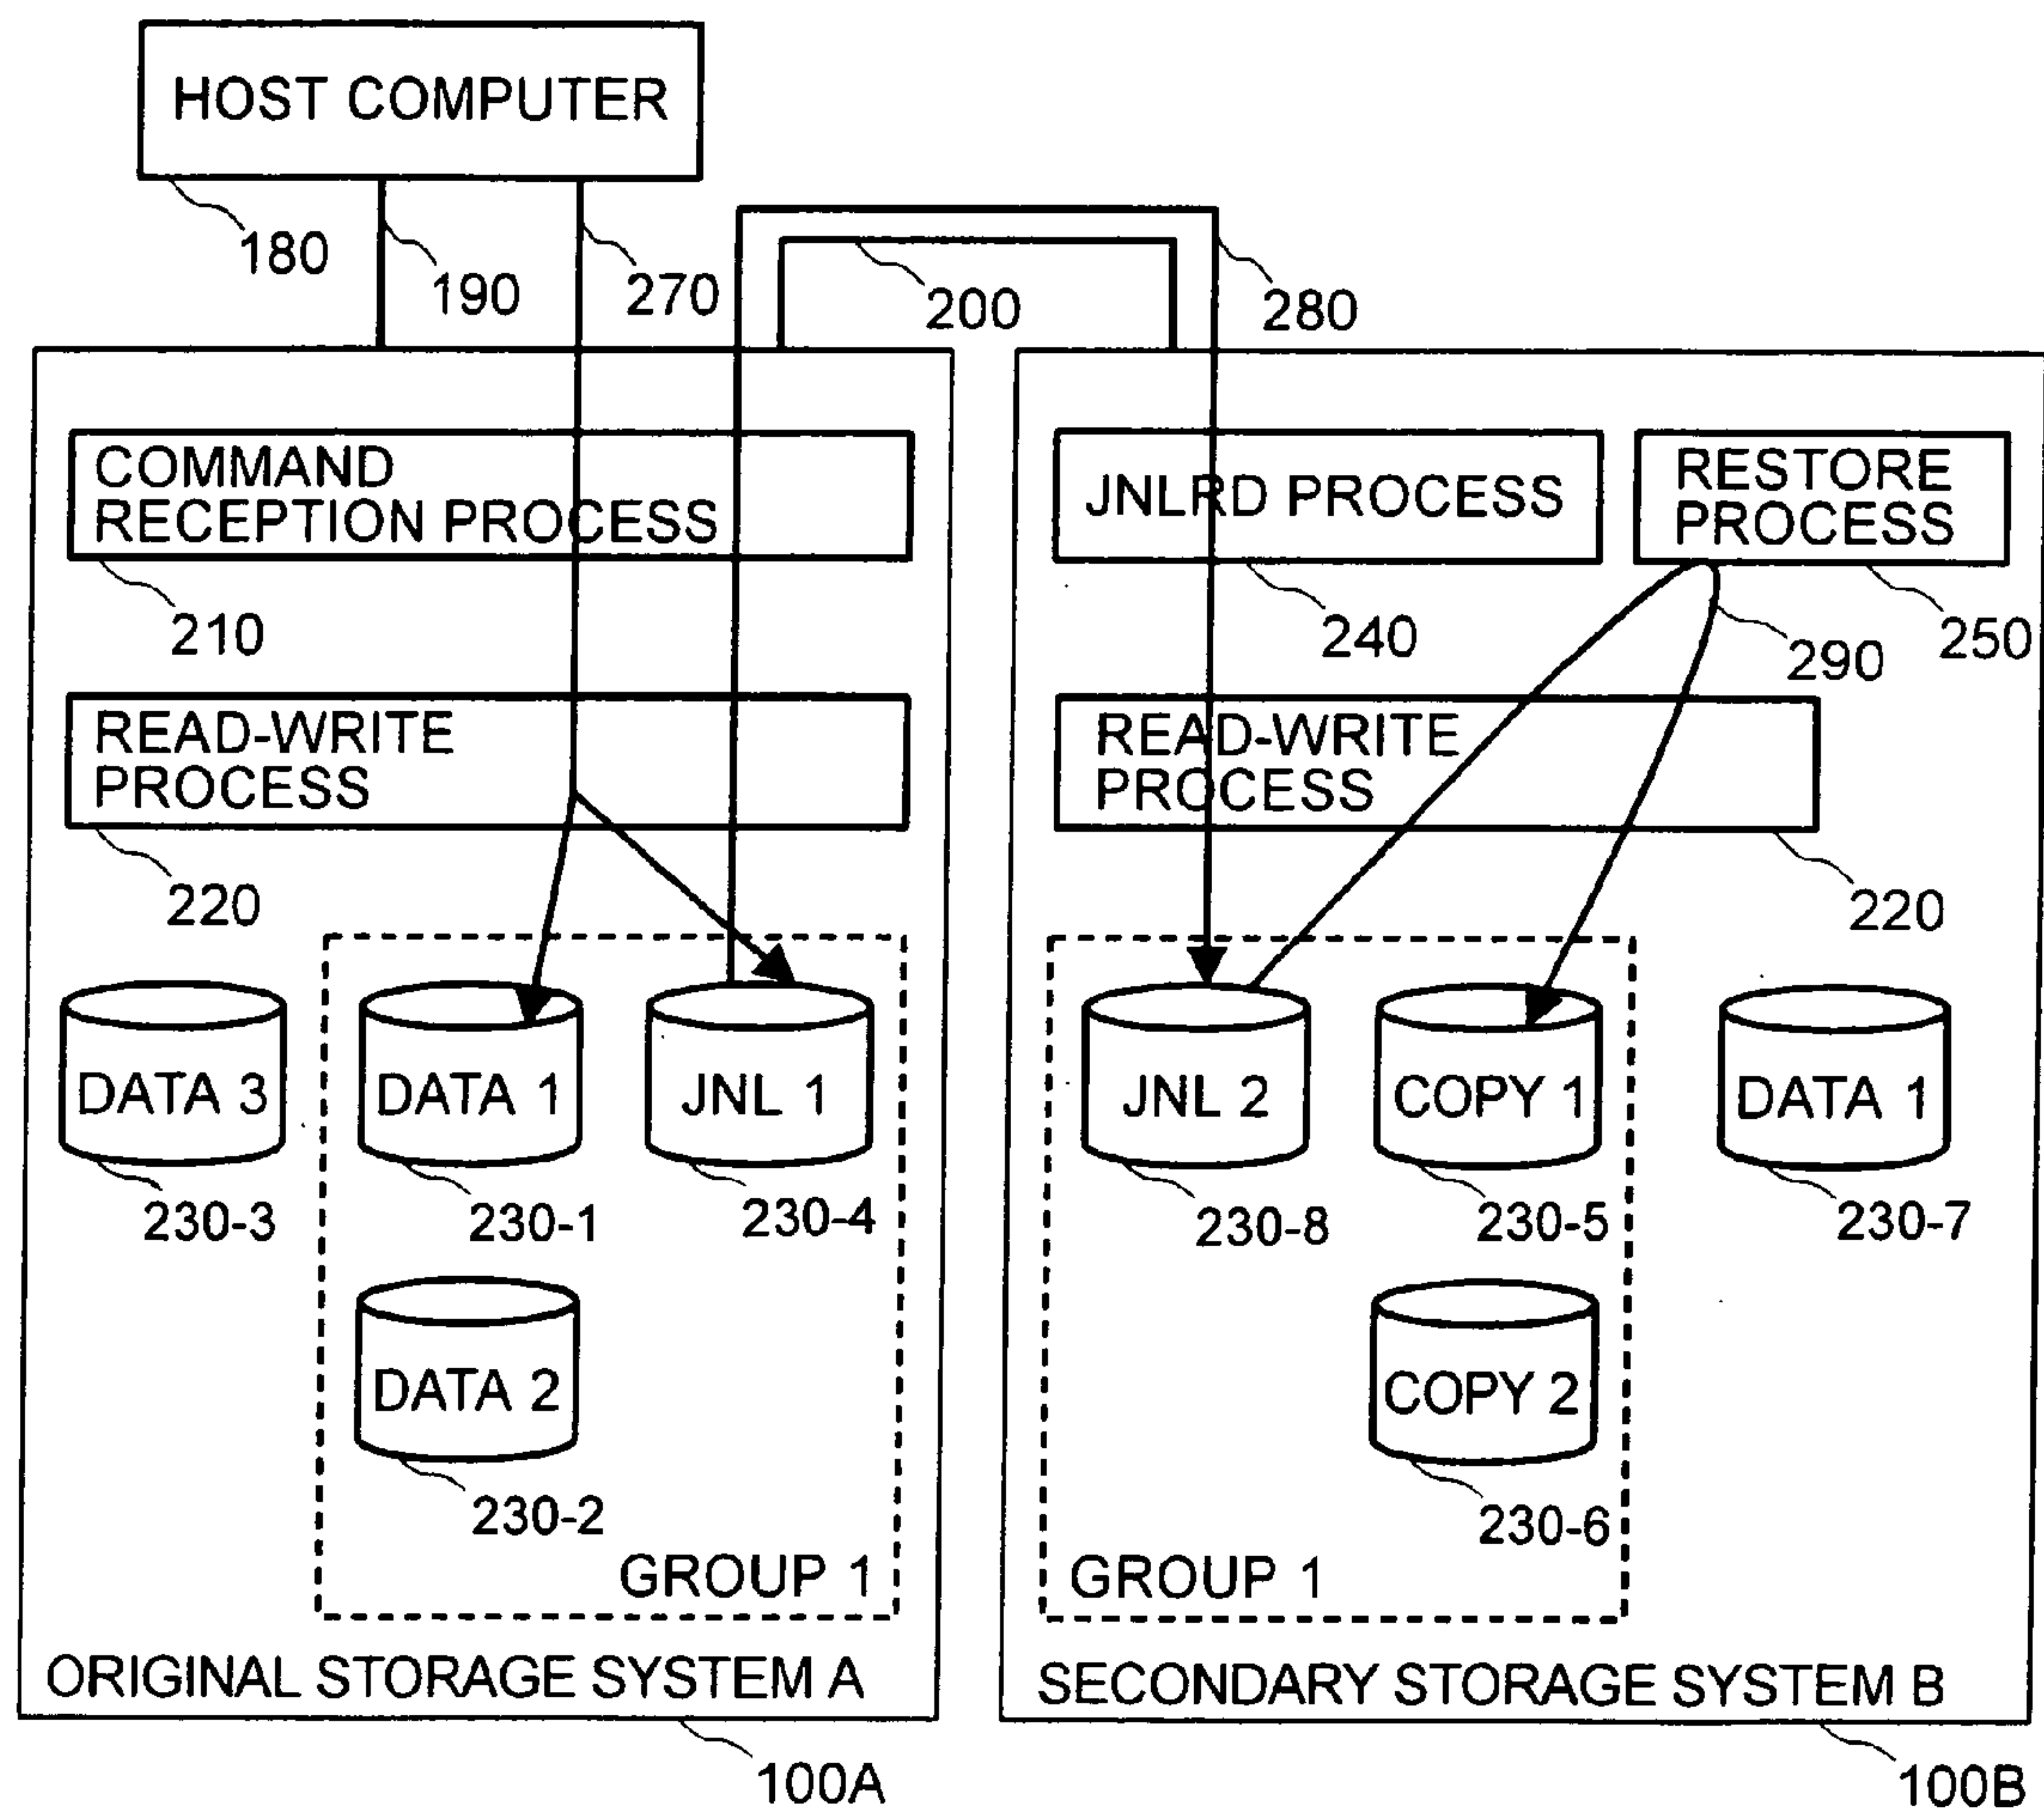 HOST COMPUTER
180
190
270
200
280
COMMAND
RECEPTION PROCESS
210
JNLRD PROCESS
240
RESTORE
PROCESS
250
290
READ-WRITE
PROCESS
220
READ-WRITE
PROCESS
220
DATA 3
230-3
DATA 1
230-1
JNL 1
230-4
JNL 2
230-8
COPY 1
230-5
DATA 1
230-7
DATA 2
230-2
COPY 2
230-6
GROUP 1
GROUP 1
ORIGINAL STORAGE SYSTEM A
SECONDARY STORAGE SYSTEM B
100A
100B